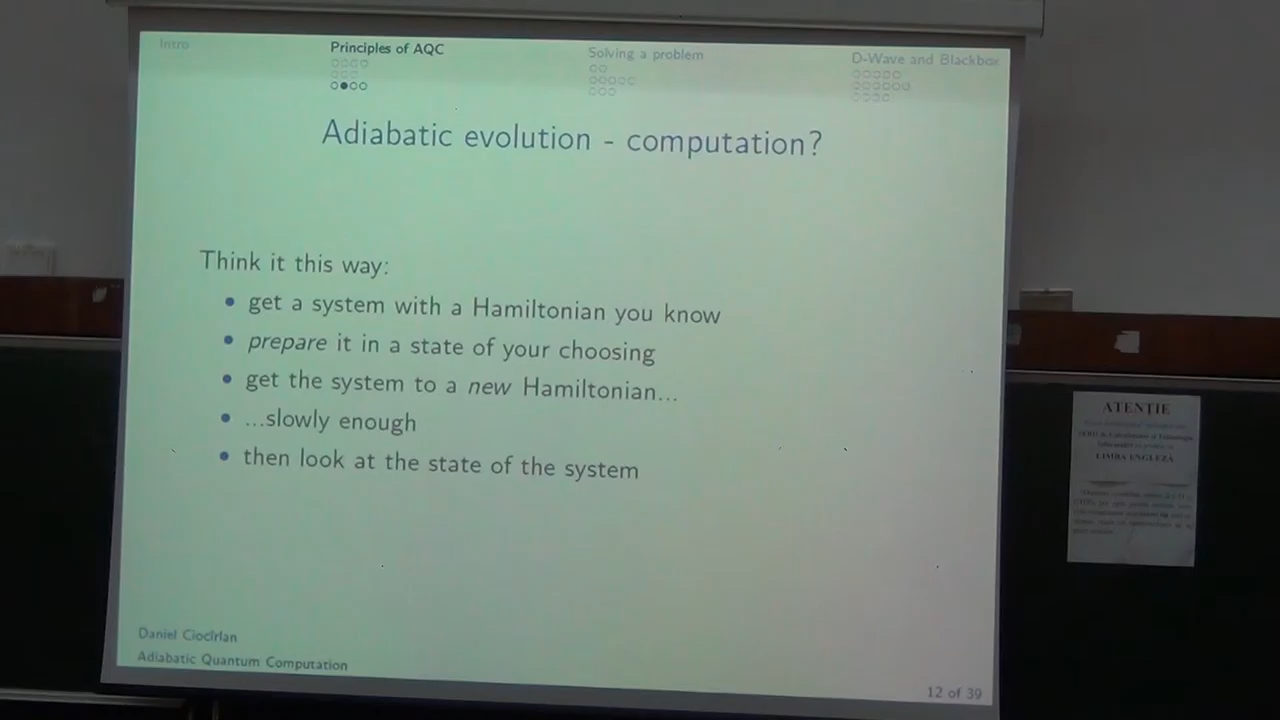 Intro
Principles of AQC
Solving a problem
D-Wave and Blackbox
Adiabatic evolution - computation?
Think it this way:
• get a system with a Hamiltonian you know
• prepare it in a state of your choosing
• get the system to a new Hamiltonian...
• ...slowly enough
• then look at the state of the system
Daniel Ciocîrlan
Adiabatic Quantum Computation
12 of 39
ATENȚIE
LIMBA ENGLEZĂ